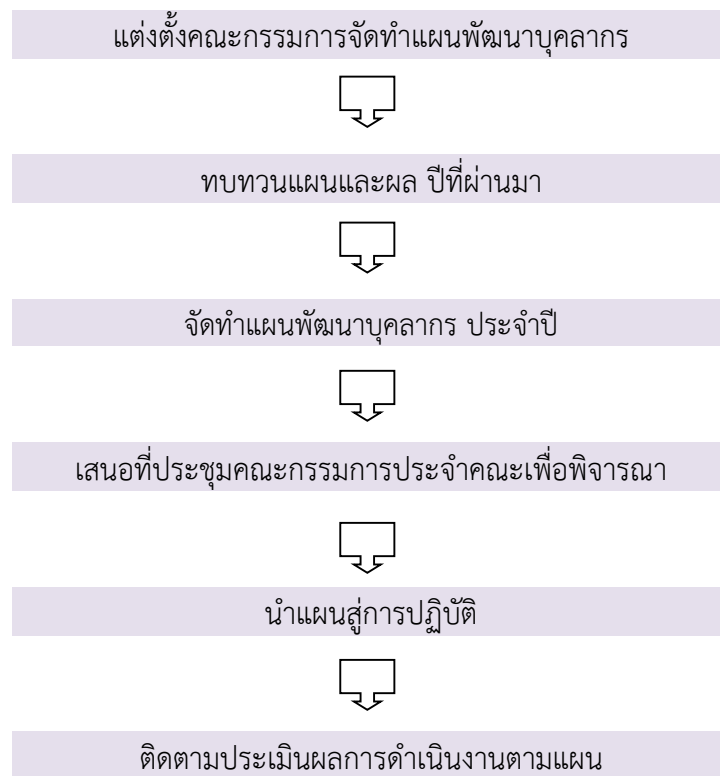 แต่งตั้งคณะกรรมการจัดทำแผนพัฒนาบุคลากร
ทบทวนแผนและผล ปีที่ผ่านมา
จัดทำแผนพัฒนาบุคลากร ประจำปี
เสนอที่ประชุมคณะกรรมการประจำคณะเพื่อพิจารณา
นำแผนสู่การปฏิบัติ
ติดตามประเมินผลการดำเนินงานตามแผน